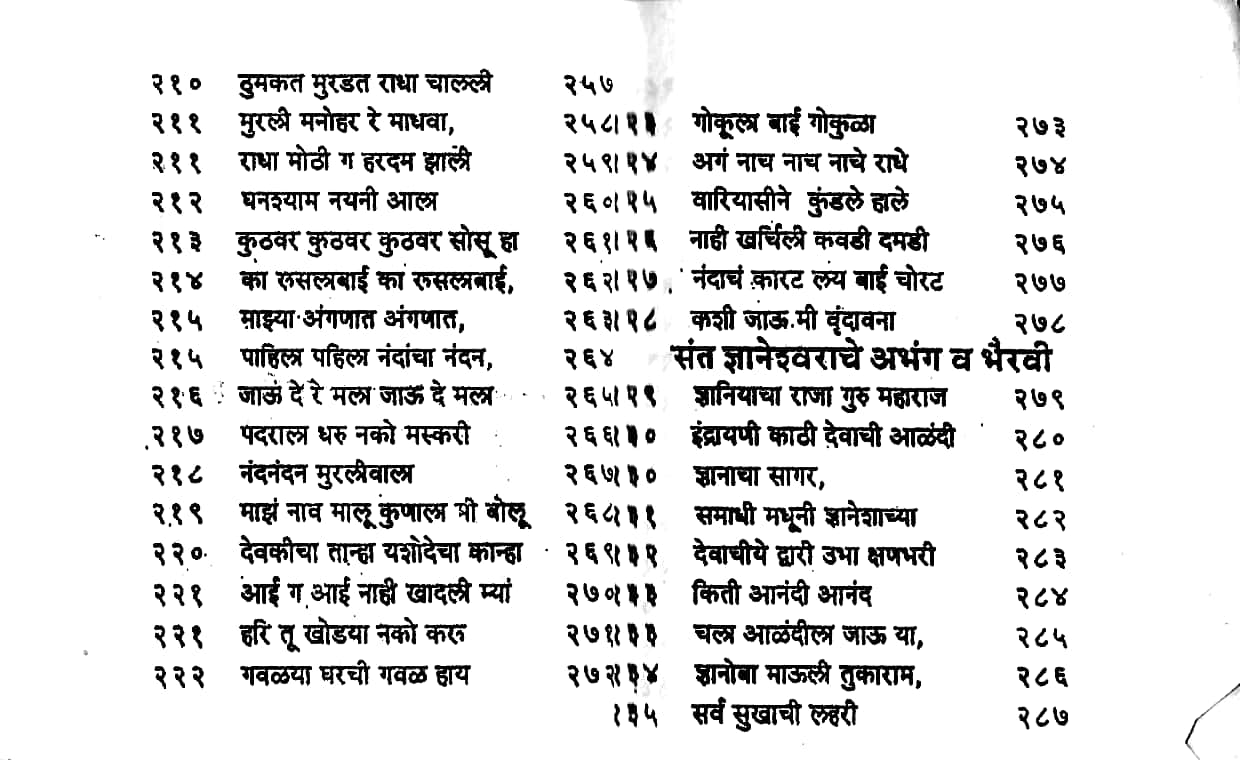 २१० ठुमकत मुरडत राधा चालली २५७
२११ मुरली मनोहर रे माधवा, २५८
२११ राधा मोठी ग हरदम झाली २५९
२१२ घनश्याम नयनी आला २६०
२१३ कुठवर कुठवर कुठवर सोसू हा २६१
२१४ का रुसलाबाई का रुसलाबाई, २६२
२१५ माझ्या अंगणात अंगणात, २६३
२१५ पाहिला पहिला नंदांचा नंदन, २६४
२१६ जाऊं दे रे मला जाऊ दे मला २६५
२१७ पदराला धरु नको मस्करी २६६
२१८ नंदनंदन मुरलीवाला २६७
२१९ माझं नाव मालू कुणाला मी बोलू २६८
२२० देवकीचा तान्हा यशोदेचा कान्हा २६९
२२१ आई ग आई नाही खादली म्यां २७०
२२१ हरि तू खोडया नको करू २७१
२२२ गवळया घरची गवळ हाय २७२
गोकूला बाई गोकुळा २७३
अगं नाच नाच नाचे राधे २७४
वारियासीने कुंडले हाले २७५
नाही खर्चिली कवडी दमडी २७६
नंदाचं कारट लय बाई चोरट २७७
कशी जाऊ मी वृंदावना २७८
संत ज्ञानेश्वराचे अभंग व भैरवी
ज्ञानियाचा राजा गुरु महाराज २७९
इंद्रायणी काठी देवाची आळंदी २८०
ज्ञानाचा सागर, २८१
समाधी मधूनी ज्ञानेशाच्या २८२
देवाचीये द्वारी उभा क्षणभरी २८३
किती आनंदी आनंद २८४
चला आळंदीला जाऊ या, २८५
ज्ञानोबा माऊली तुकाराम, २८६
सर्व सुखाची लहरी २८७